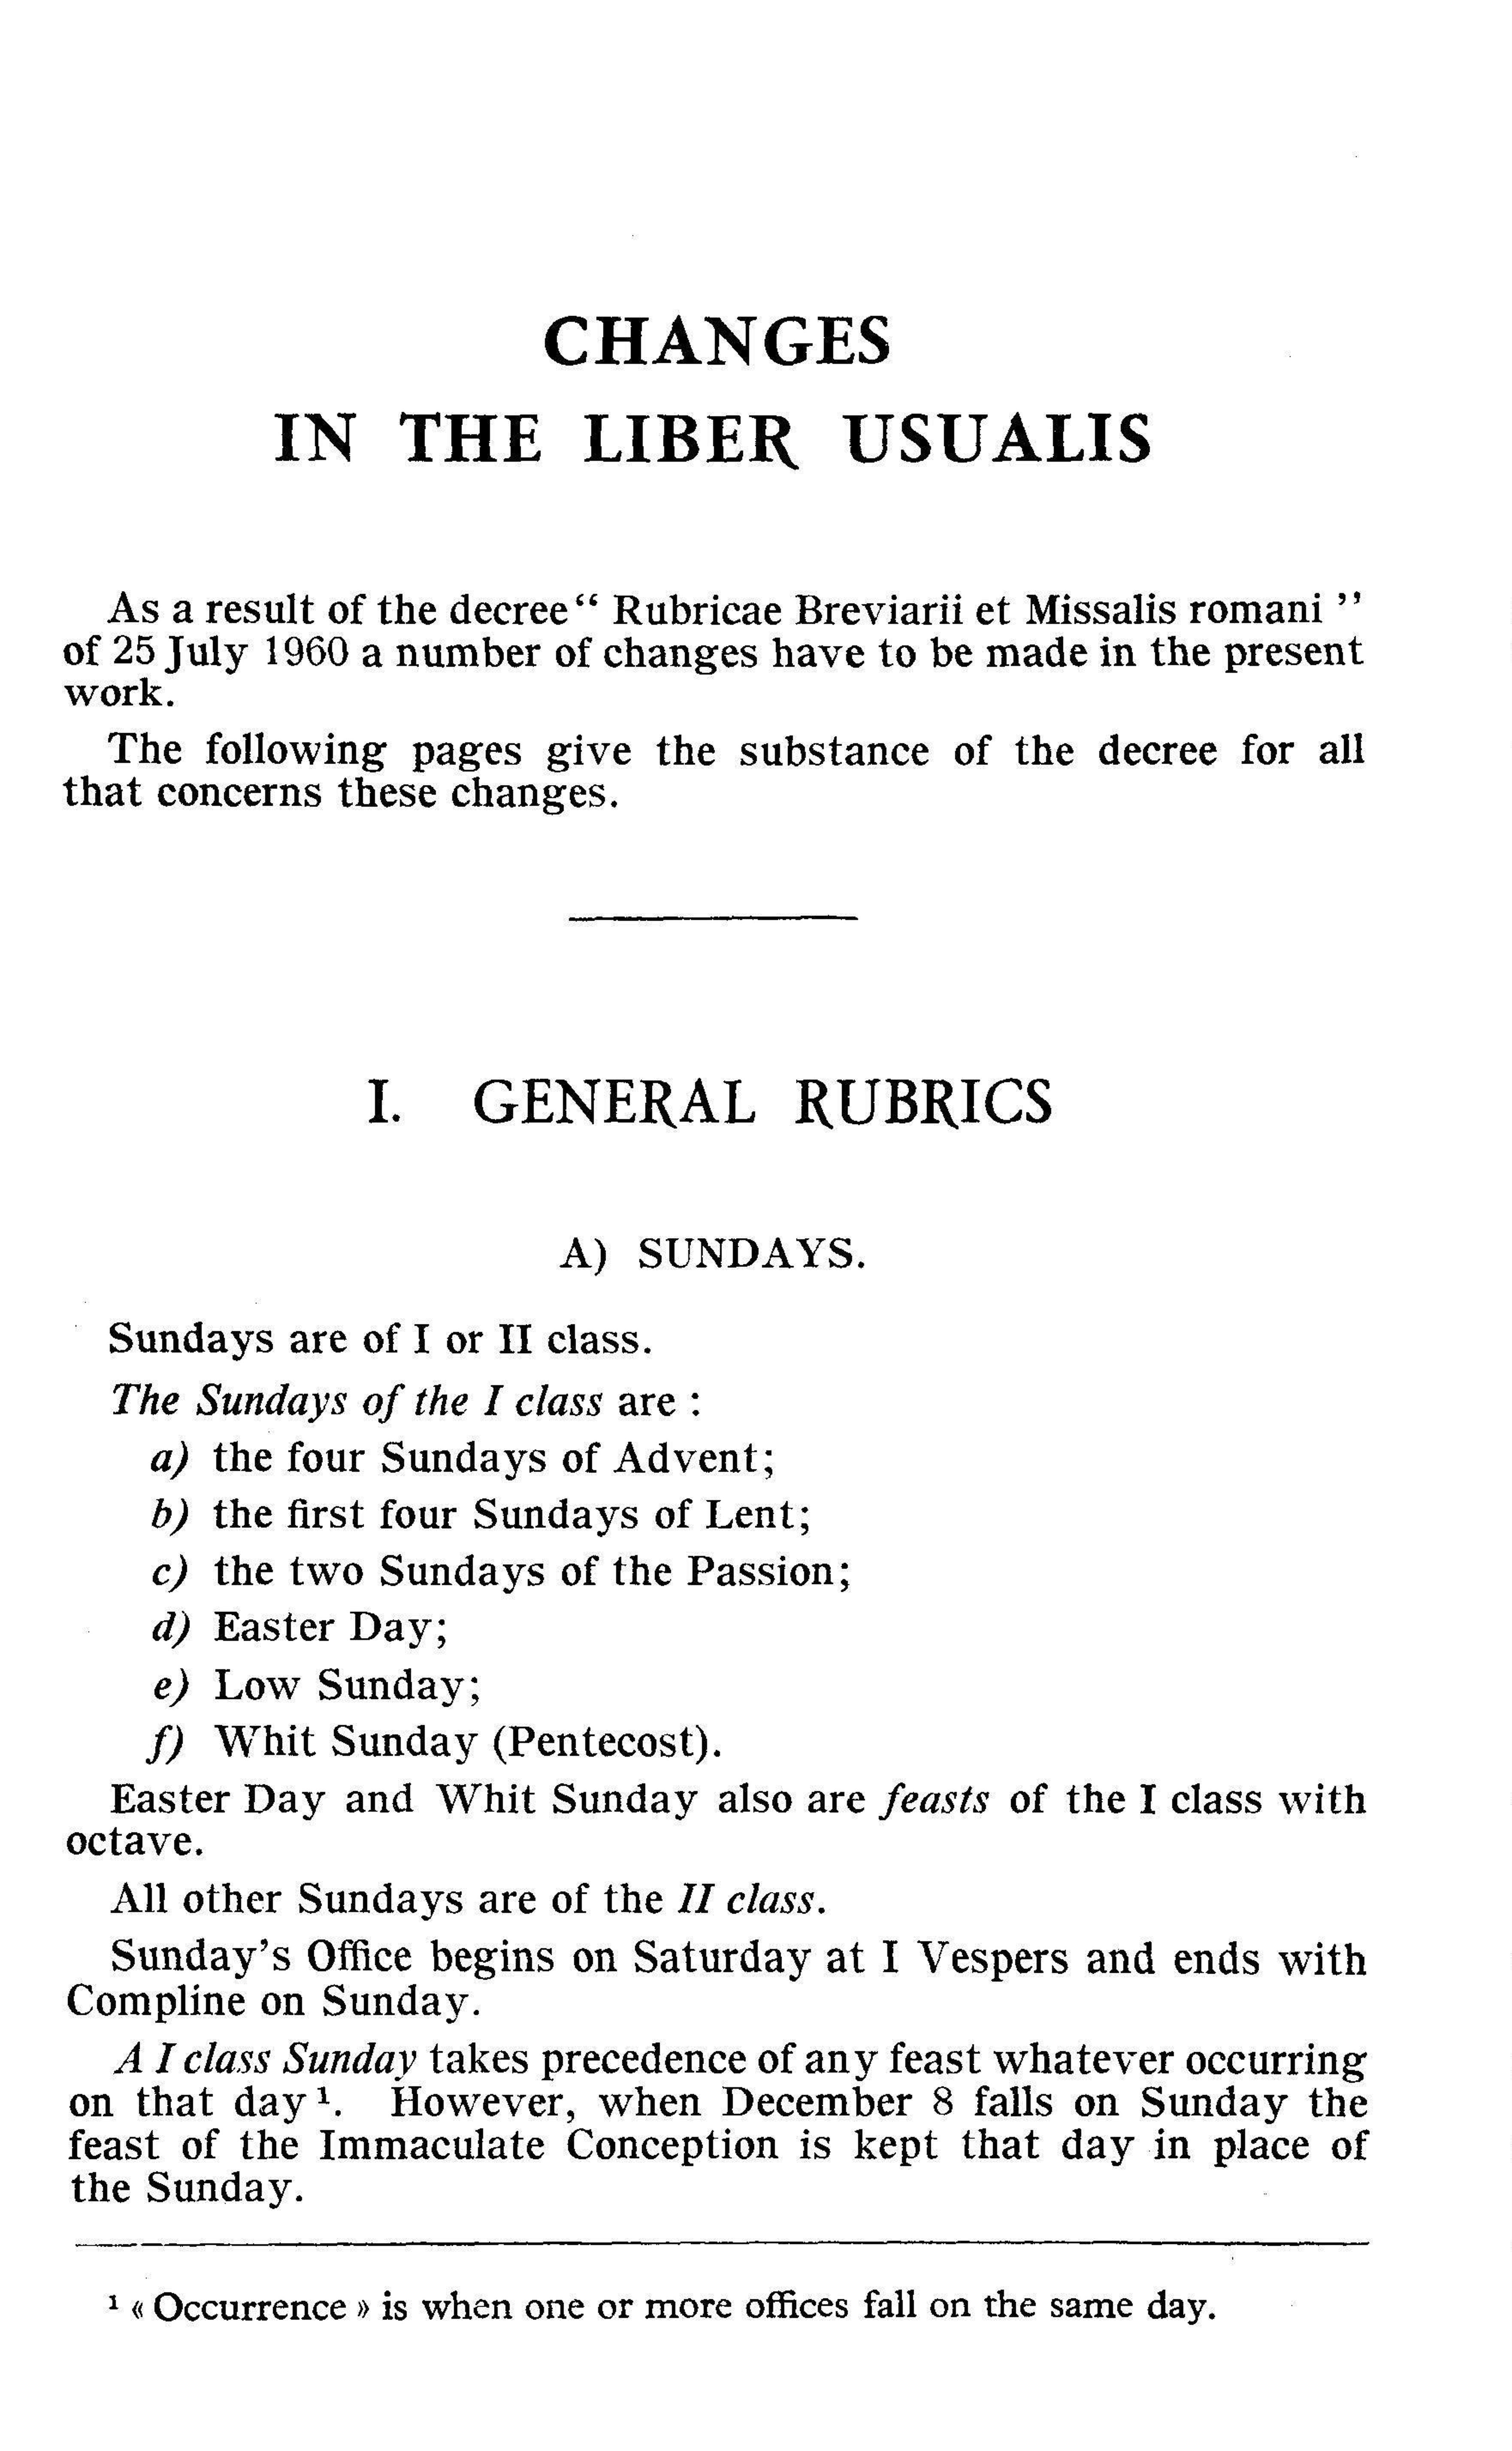 CHANGES
IN THE LIBER USUALIS
As a result of the decree “ Rubricae Breviarii et Missalis romani ”
of 25 July 1960 a number of changes have to be made in the present
work.
The following pages give the substance of the decree for all
that concerns these changes.
I. GENERAL RUBRICS
A) SUNDAYS.
Sundays are of I or II class.
The Sundays of the I class are :
a) the four Sundays of Advent;
b) the first four Sundays of Lent;
c) the two Sundays of the Passion;
d) Easter Day;
e) Low Sunday;
f) Whit Sunday (Pentecost).
Easter Day and Whit Sunday also are feasts of the I class with
octave.
All other Sundays are of the II class.
Sunday’s Office begins on Saturday at I Vespers and ends with
Compline on Sunday.
A I class Sunday takes precedence of any feast whatever occurring
on that day ¹. However, when December 8 falls on Sunday the
feast of the Immaculate Conception is kept that day in place of
the Sunday.
¹ « Occurrence » is when one or more offices fall on the same day.